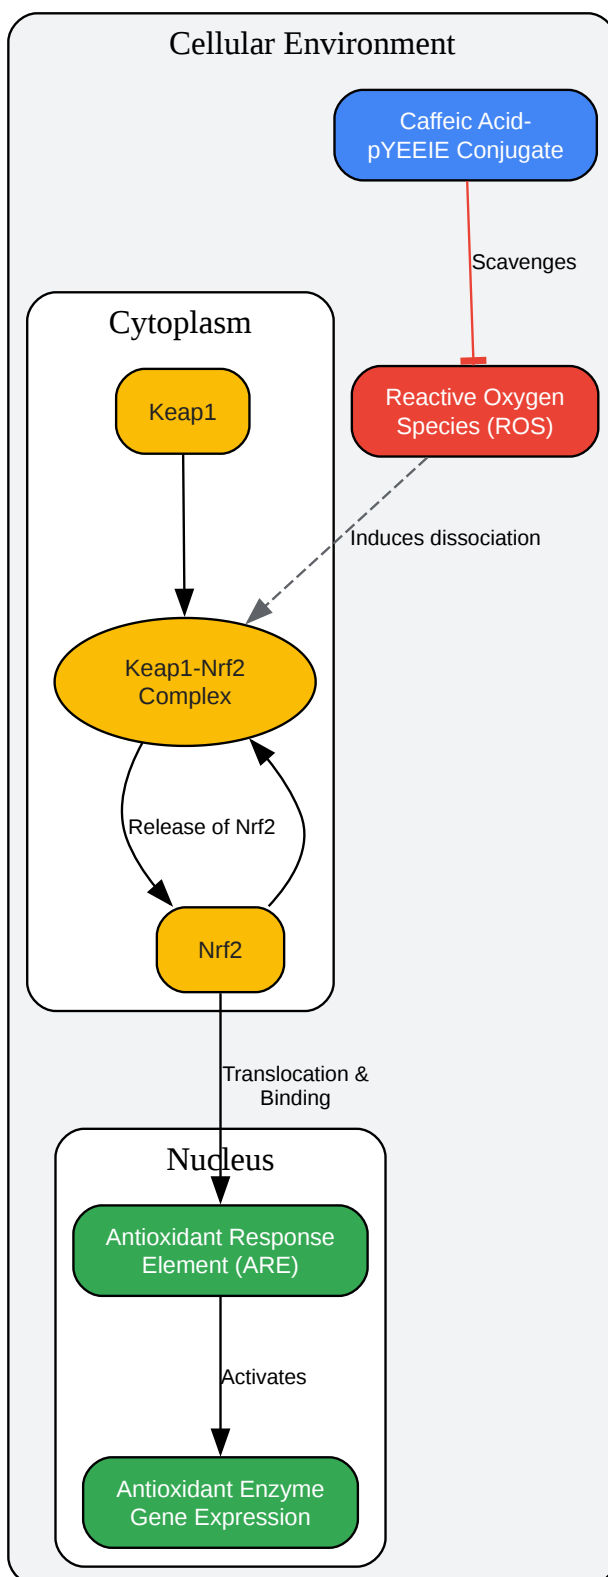 Cellular Environment
Caffeic Acid-
pYEEIE Conjugate
Scavenges
Cytoplasm
Keap1
Reactive Oxygen
Species (ROS)
Induces dissociation
Keap1-Nrf2
Complex
Release of Nrf2
Nrf2
Translocation &
Binding
Nucleus
Antioxidant Response
Element (ARE)
Activates
Antioxidant Enzyme
Gene Expression